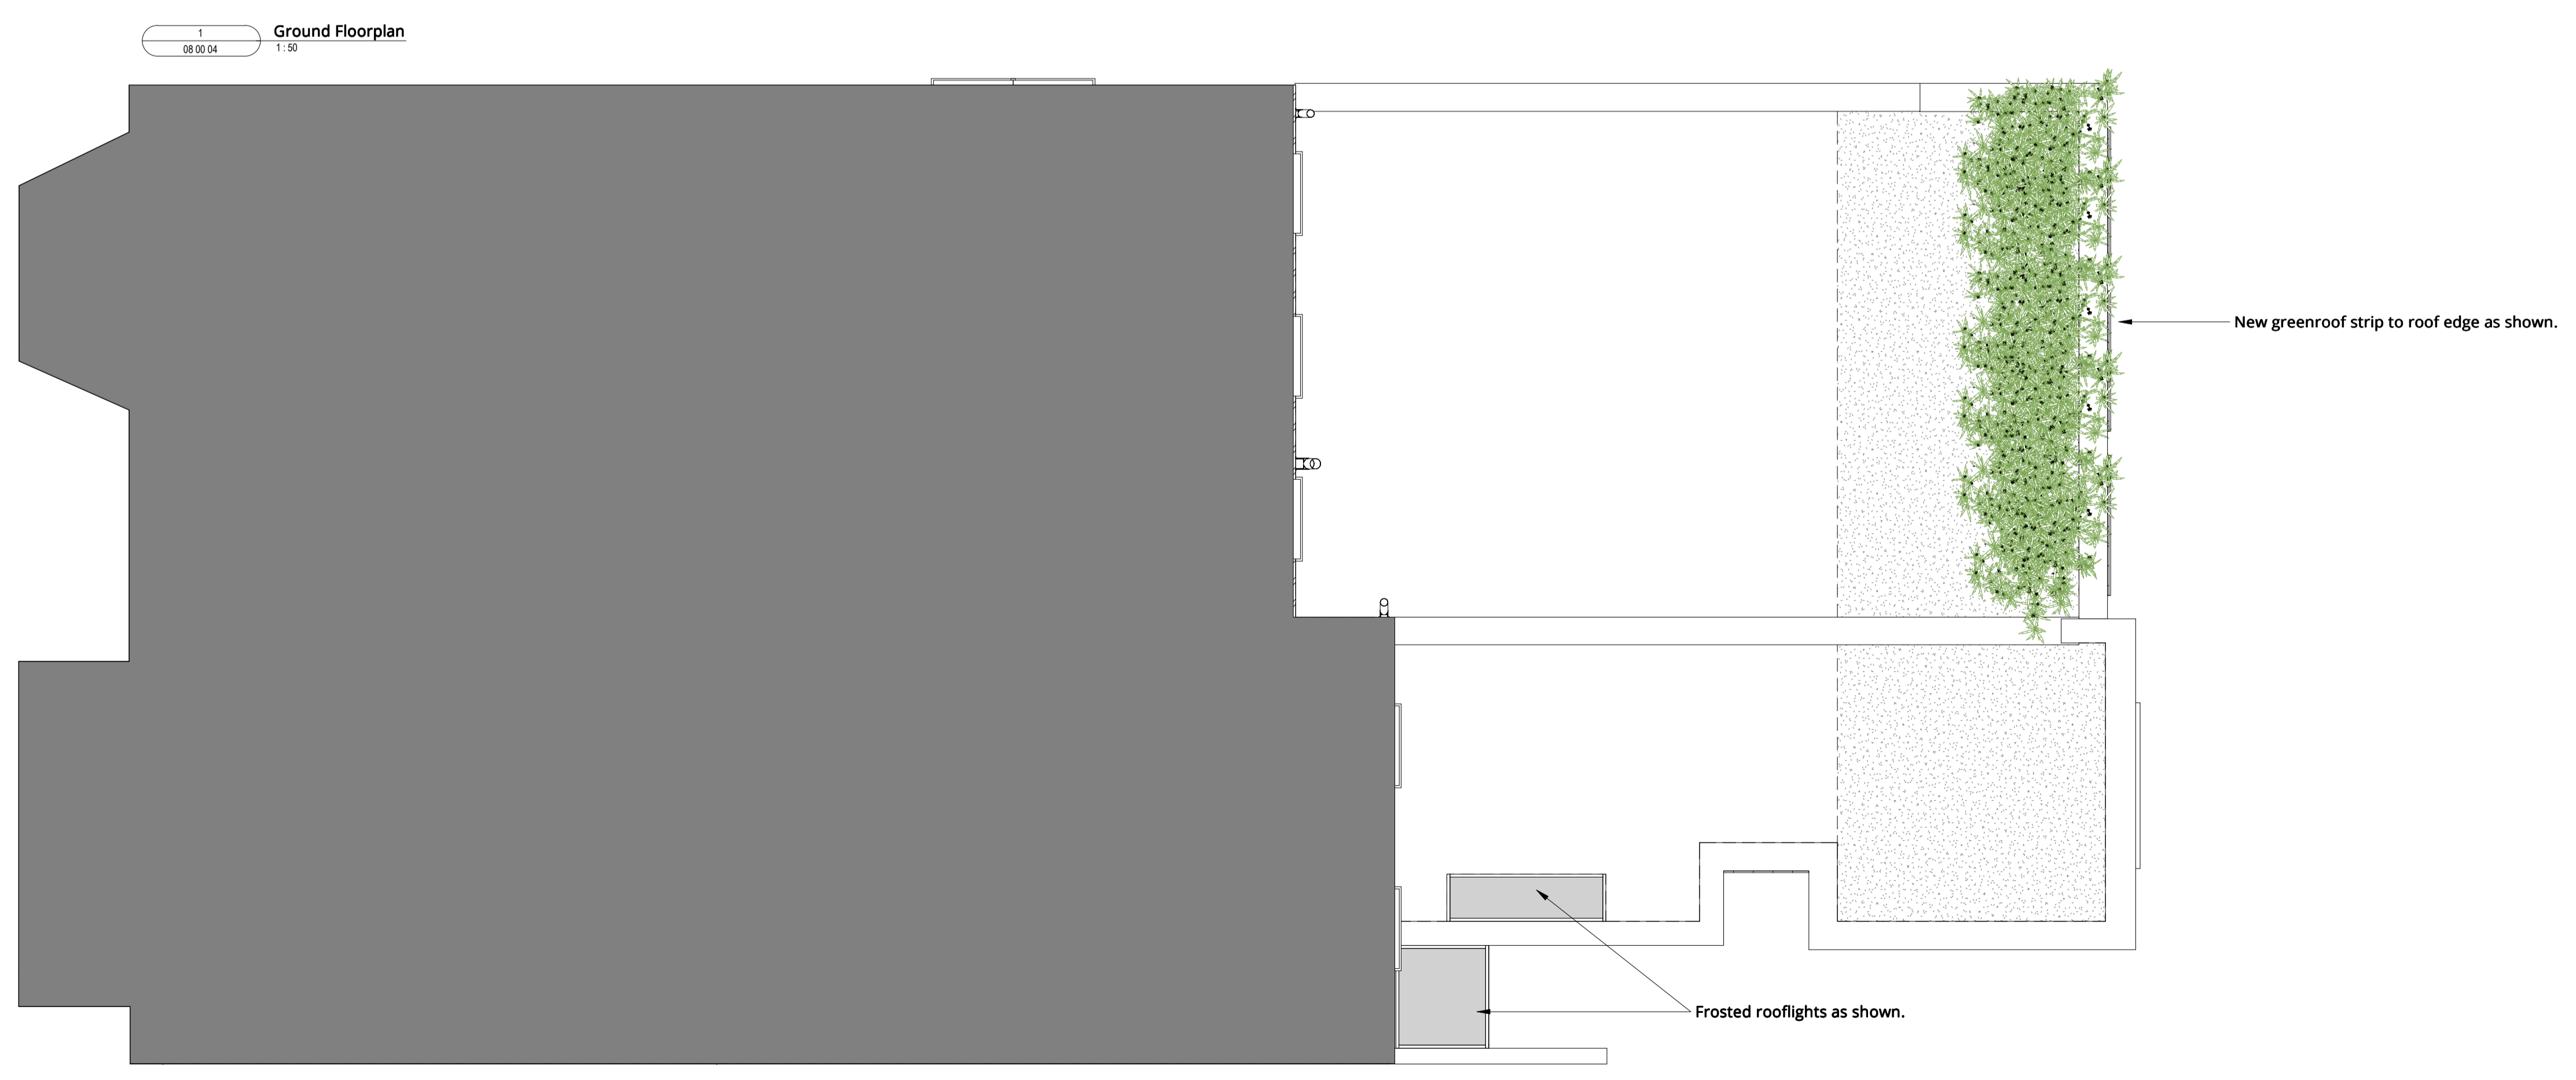 1
08 00 04
Ground Floorplan
1 : 50
New greenroof strip to roof edge as shown.
Frosted rooflights as shown.